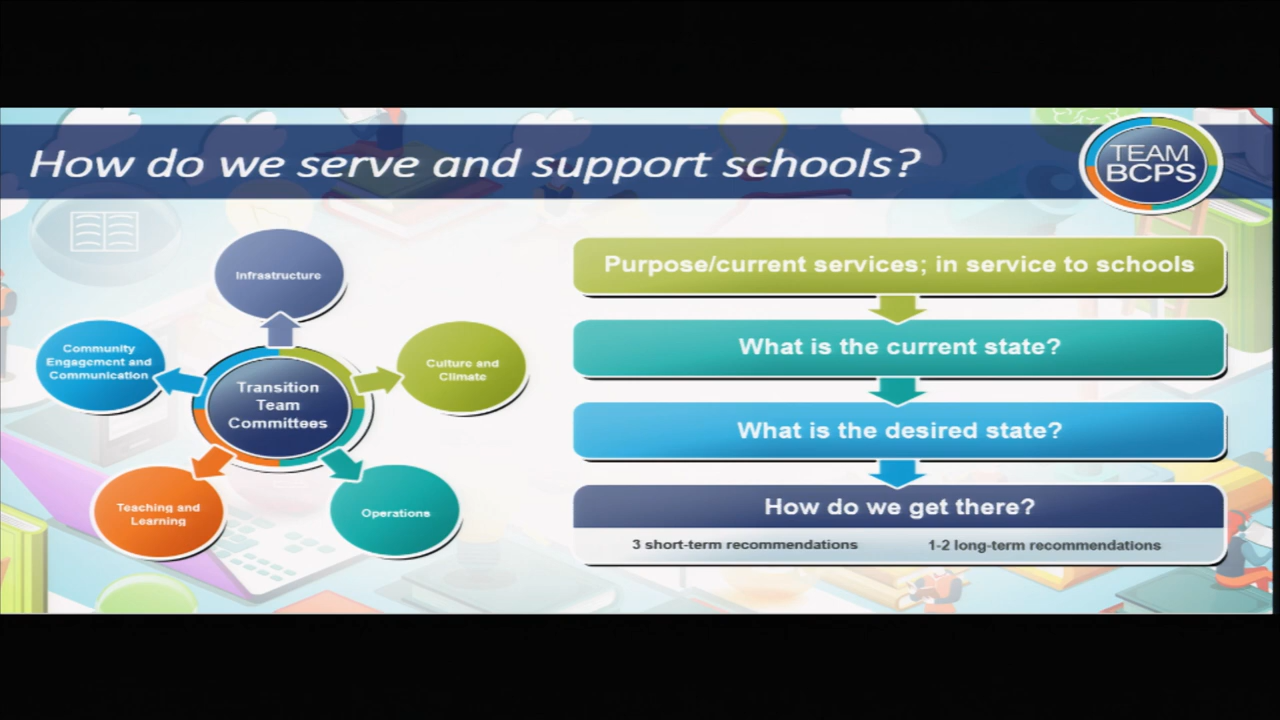 How do we serve and support schools?
TEAM
BCPS
Infrastructure
Community
Engagement and
Communication
Culture and
Climate
Transition
Team
Committees
Teaching and
Learning
Operations
Purpose/current services; in service to schools
What is the current state?
What is the desired state?
How do we get there?
3 short-term recommendations
1-2 long-term recommendations